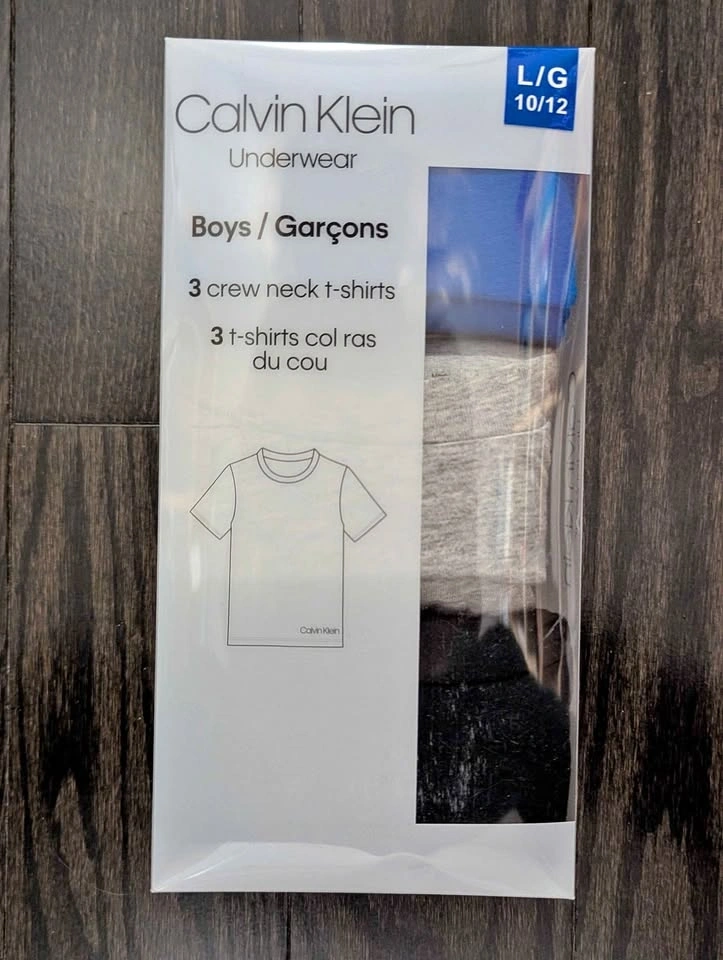 L/G
10/12
Calvin Klein
Underwear
Boys / Garçons
3 crew neck t-shirts
3 t-shirts col ras
du cou
Calvin Klein